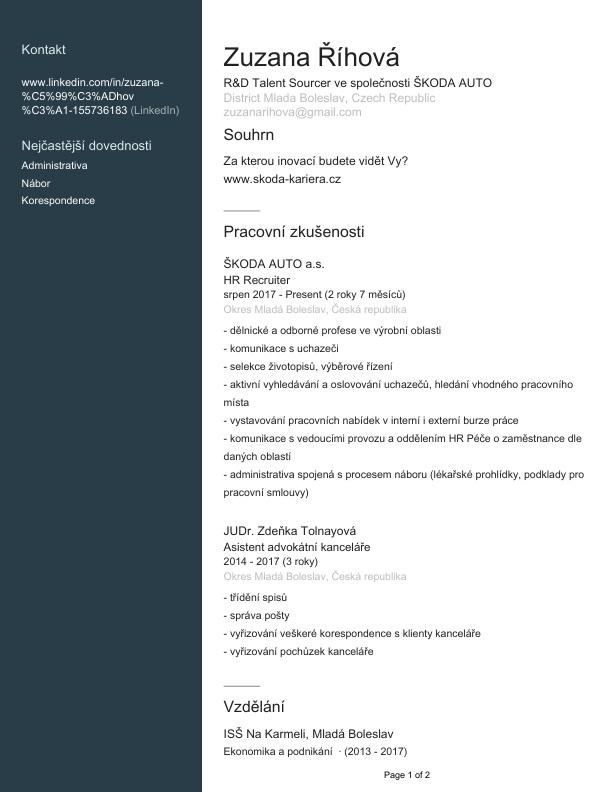 Kontakt
www.linkedin.com/in/zuzana-
%C5%99%C3%ADhov
%C3%A1-155736183 (LinkedIn)
Nejčastější dovednosti
Administrativa
Nábor
Korespondence
Zuzana Říhová
R&D Talent Sourcer ve společnosti ŠKODA AUTO
District Mlada Boleslav, Czech Republic
zuzanarihova@gmail.com
Souhrn
Za kterou inovací budete vidět Vy?
www.skoda-kariera.cz
Pracovní zkušenosti
ŠKODA AUTO a.s.
HR Recruiter
srpen 2017 - Present (2 roky 7 měsíců)
Okres Mladá Boleslav, Česká republika
- dělnické a odborné profese ve výrobní oblasti
- komunikace s uchazeči
- selekce životopisů, výběrové řízení
- aktivní vyhledávání a oslovování uchazečů, hledání vhodného pracovního
místa
- vystavování pracovních nabídek v interní i externí burze práce
- komunikace s vedoucími provozu a oddělením HR Péče o zaměstnance dle
daných oblastí
- administrativa spojená s procesem náboru (lékařské prohlídky, podklady pro
pracovní smlouvy)
JUDr. Zdeňka Tolnayová
Asistent advokátní kanceláře
2014 - 2017 (3 roky)
Okres Mladá Boleslav, Česká republika
- třídění spisů
- správa pošty
- vyřizování veškeré korespondence s klienty kanceláře
- vyřizování pochůzek kanceláře
Vzdělání
ISŠ Na Karmeli, Mladá Boleslav
Ekonomika a podnikání · (2013 - 2017)
Page 1 of 2